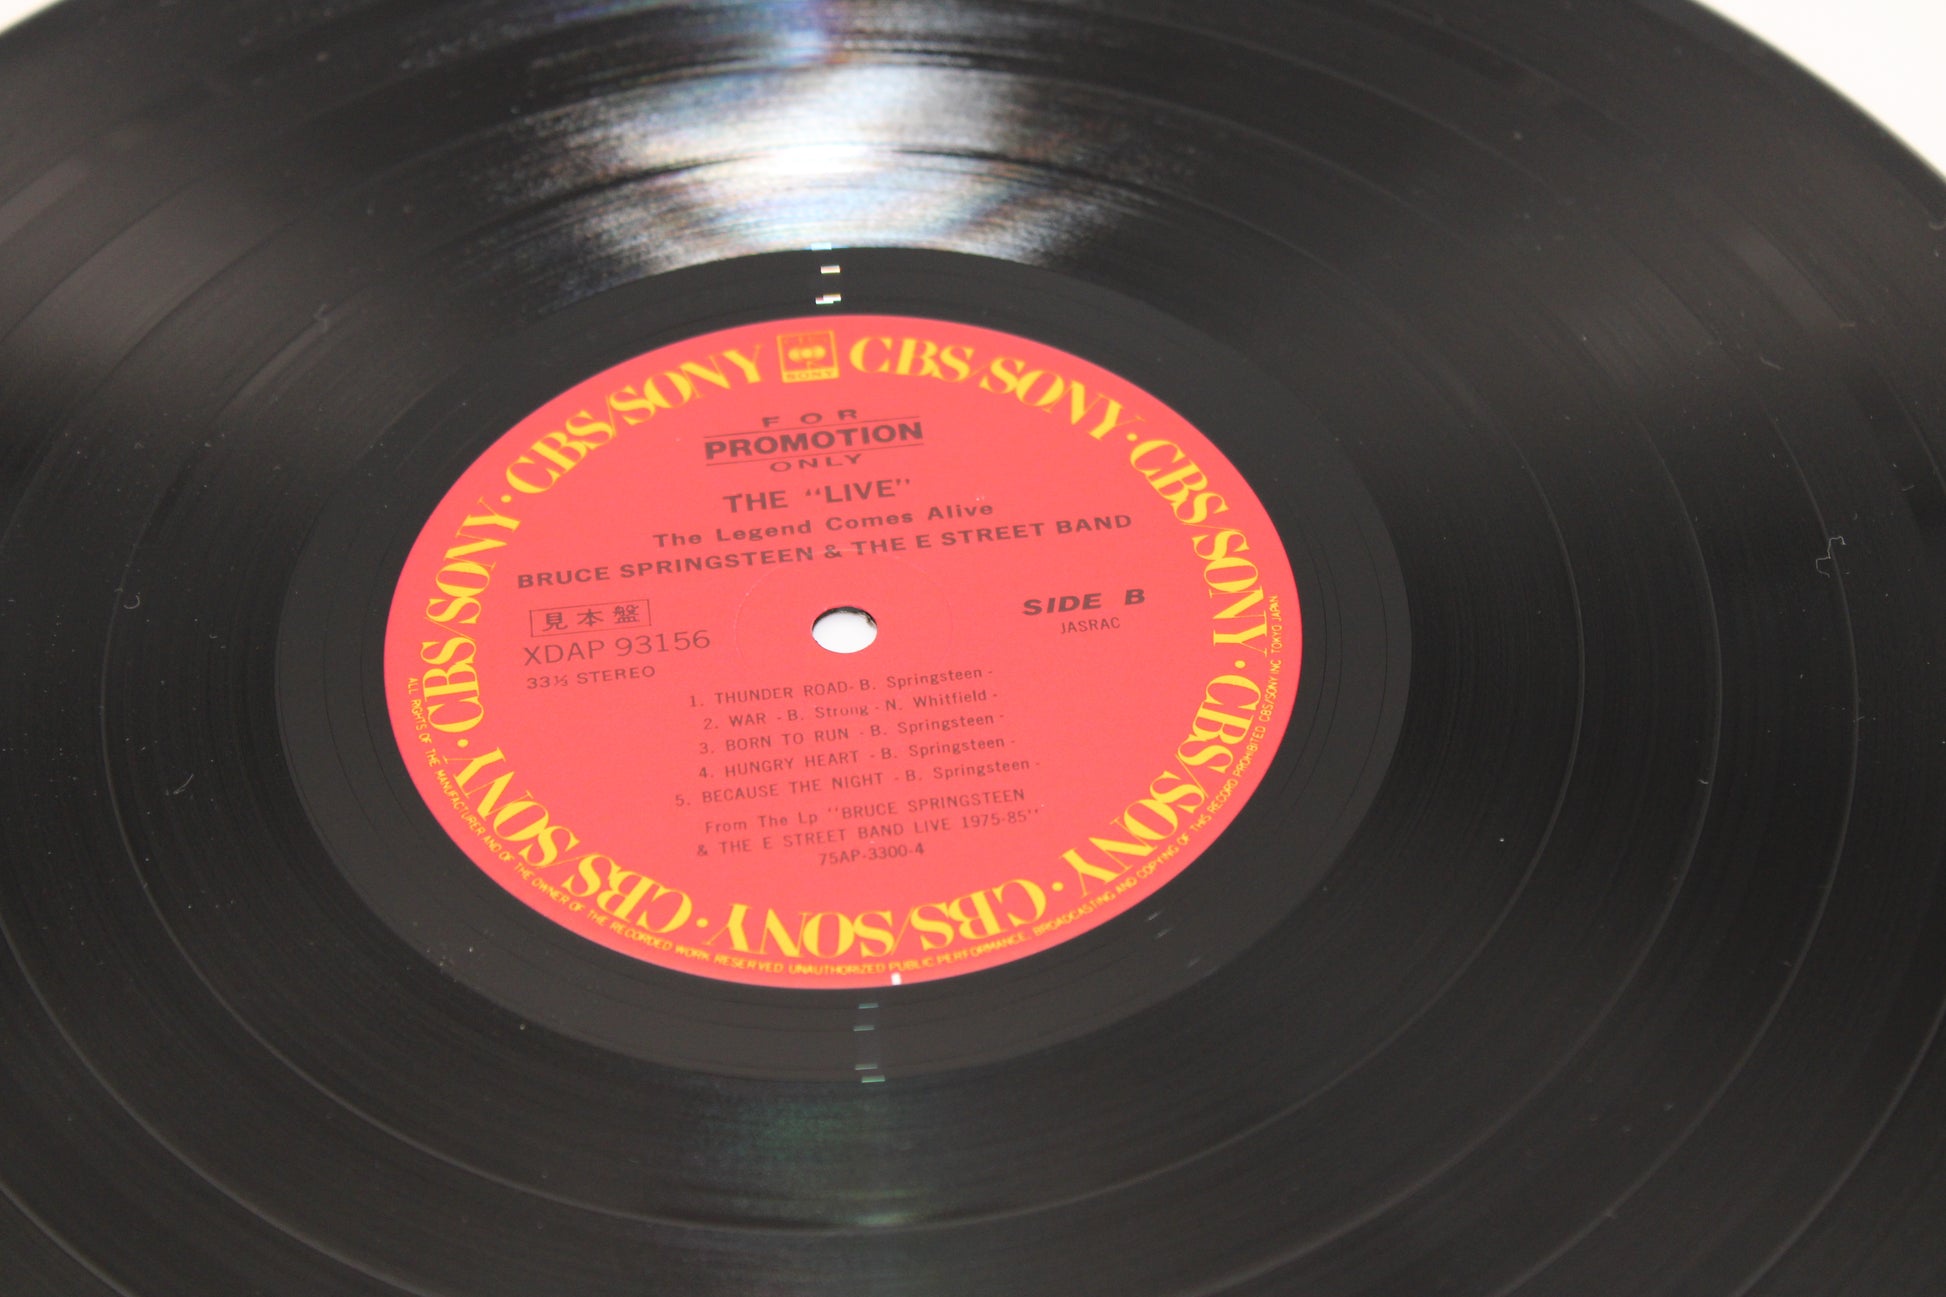 CBS/SONY · CBS/SONY · CBS/SONY · CBS/SONY · CBS/SONY · CBS/SONY · CBS/SONY · CBS/SONY
SONY
FOR
PROMOTION
ONLY
THE “LIVE”
The Legend Comes Alive
BRUCE SPRINGSTEEN & THE E STREET BAND
見本盤
XDAP 93156
33⅓ STEREO
SIDE B
JASRAC
1. THUNDER ROAD- B. Springsteen -
2. WAR - B. Strong - N. Whitfield -
3. BORN TO RUN - B. Springsteen -
4. HUNGRY HEART - B. Springsteen -
5. BECAUSE THE NIGHT - B. Springsteen -
From The Lp “BRUCE SPRINGSTEEN
& THE E STREET BAND LIVE 1975-85”
75AP-3300-4
ALL RIGHTS OF THE MANUFACTURER AND OF THE OWNER OF THE RECORDED WORK RESERVED UNAUTHORIZED PUBLIC PERFORMANCE, BROADCASTING AND COPYING OF THIS RECORD PROHIBITED CBS/SONY INC. TOKYO JAPAN